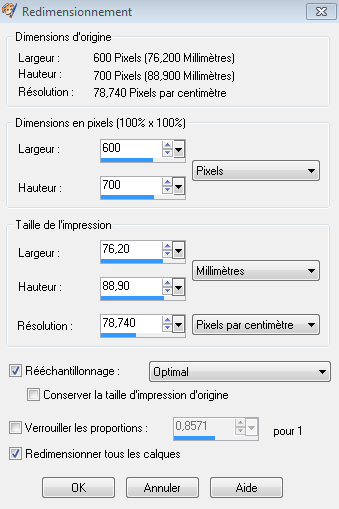 Redimensionnement
Dimensions d'origine
Largeur : 600 Pixels (76,200 Millimètres)
Hauteur : 700 Pixels (88,900 Millimètres)
Résolution : 78,740 Pixels par centimètre
Dimensions en pixels (100% x 100%)
Largeur : 600
Hauteur : 700
Pixels
Taille de l'impression
Largeur : 76,20
Hauteur : 88,90
Millimètres
Résolution : 78,740 Pixels par centimètre
Rééchantillonnage : Optimal
Conserver la taille d'impression d'origine
Verrouiller les proportions : 0,8571 pour 1
Redimensionner tous les calques
OK Annuler Aide